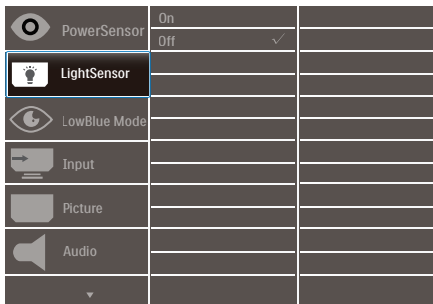 PowerSensor
On
Off
LightSensor
LowBlue Mode
Input
Picture
Audio